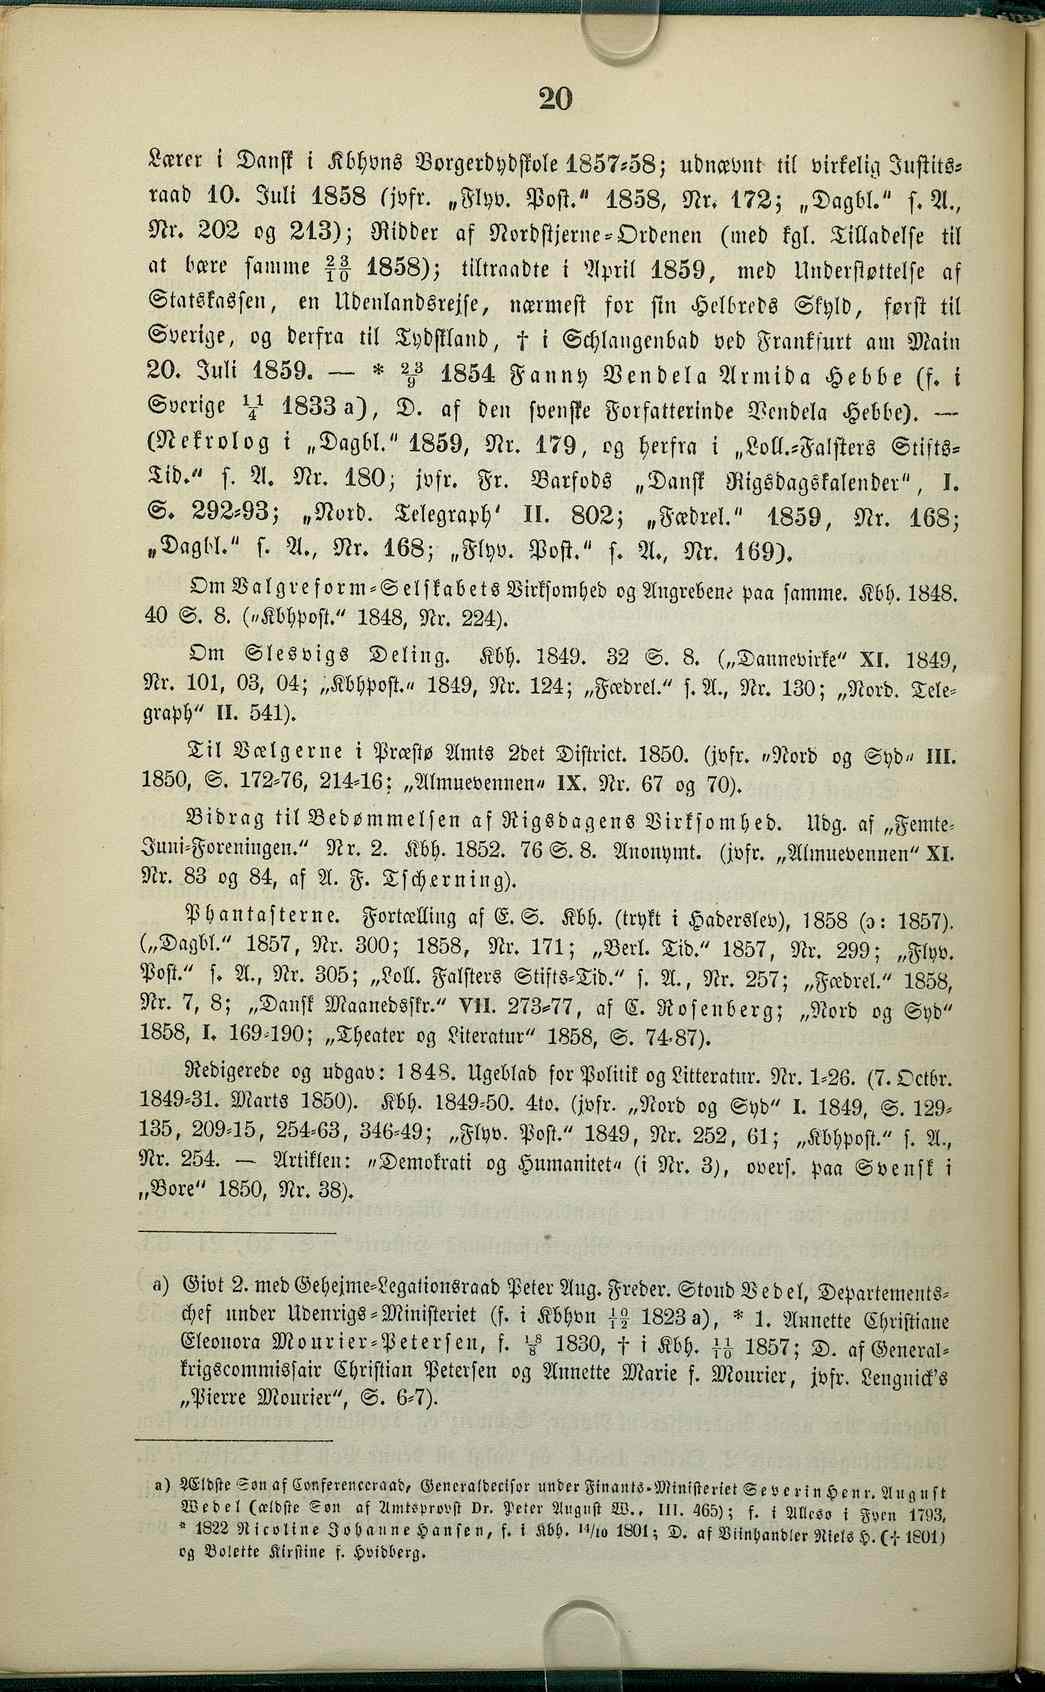 20
Lærer i Dansk i Kbhvns Borgerdydskole 1857-58; udnævnt til virkelig Justits-
raad 10. Juli 1858 (jvfr. „Flyv. Post.“ 1858, Nr. 172; „Dagbl.“ s. A.,
Nr. 202 og 213); Ridder af Nordstjerne-Ordenen (med kgl. Tilladelse til
at bære samme 23/10 1858); tiltraadte i April 1859, med Understøttelse af
Statskassen, en Udenlandsrejse, nærmest for sin Helbreds Skyld, først til
Sverige, og derfra til Tydskland, † i Schlangenbad ved Frankfurt am Main
20. Juli 1859. — * 23/9 1854 Fanny Vendela Armida Hebbe (f. i
Sverige 11/4 1833 a), D. af den svenske Forfatterinde Vendela Hebbe). —
(Nekrolog i „Dagbl.“ 1859, Nr. 179, og herfra i „Loll.-Falsters Stifts-
Tid.“ s. A. Nr. 180; jvfr. Fr. Barfods „Dansk Rigsdagskalender“, I.
S. 292-93; „Nord. Telegraph‘ II. 802; „Fædrel.“ 1859, Nr. 168;
„Dagbl.“ s. A., Nr. 168; „Flyv. Post.“ s. A., Nr. 169).
Om Valgreform-Selskabets Virksomhed og Angrebene paa samme. Kbh. 1848.
40 S. 8. („Kbhpost.“ 1848, Nr. 224).
Om Slesvigs Deling. Kbh. 1849. 32 S. 8. („Dannevirke“ XI. 1849,
Nr. 101, 03, 04; „Kbhpost.„ 1849, Nr. 124; „Fædrel.“ s. A., Nr. 130; „Nord. Tele-
graph“ II. 541).
Til Vælgerne i Præstø Amts 2det District. 1850. (jvfr. „Nord og Syd„ III.
1850, S. 172-76, 214-16; „Almuevennen„ IX. Nr. 67 og 70).
Bidrag til Bedømmelsen af Rigsdagens Virksomhed. Udg. af „Femte-
Juni-Foreningen.“ Nr. 2. Kbh. 1852. 76 S. 8. Anonymt. (jvfr. „Almuevennen“ XI.
Nr. 83 og 84, af A. F. Tscherning).
Phantasterne. Fortælling af E. S. Kbh. (trykt i Haderslev), 1858 (ɔ: 1857).
(„Dagbl.“ 1857, Nr. 300; 1858, Nr. 171; „Berl. Tid.“ 1857, Nr. 299; „Flyv.
Post.“ s. A., Nr. 305; „Loll. Falsters Stifts-Tid.“ s. A., Nr. 257; „Fædrel.“ 1858,
Nr. 7, 8; „Dansk Maanedsskr.“ VII. 273-77, af C. Rosenberg; „Nord og Syd“
1858, I. 169-190; „Theater og Literatur“ 1858, S. 74-87).
Redigerede og udgav: 1848. Ugeblad for Politik og Litteratur. Nr. 1-26. (7. Octbr.
1849-31. Marts 1850). Kbh. 1849-50. 4to. (jvfr. „Nord og Syd“ I. 1849, S. 129-
135, 209-15, 254-63, 346-49; „Flyv. Post.“ 1849, Nr. 252, 61; „Kbhpost.“ s. A.,
Nr. 254. — Artiklen: „Demokrati og Humanitet„ (i Nr. 3), overs. paa Svensk i
„Bore“ 1850, Nr. 38).
a) Givt 2. med Gehejme-Legationsraad Peter Aug. Freder. Stoud Vedel, Departements-
chef under Udenrigs-Ministeriet (f. i Kbhvn 10/12 1823 a), * 1. Annette Christiane
Eleonora Mourier-Petersen, f. 18/8 1830, † i Kbh. 11/10 1857; D. af General-
krigscommissair Christian Petersen og Annette Marie f. Mourier, jvfr. Lengnick's
„Pierre Mourier“, S. 6-7).
a) Ældste Søn af Conferenceraad, Generaldecisor under Finants-Ministeriet Severin Henr. August
Wedel (ældste Søn af Amtsprovst Dr. Peter August W., III. 465); f. i Allesø i Fyen 1793,
* 1822 Nicoline Johanne Hansen, f. i Kbh. 14/10 1801; D. af Viinhandler Niels H. († 1801)
og Bolette Kirstine f. Hvidberg.